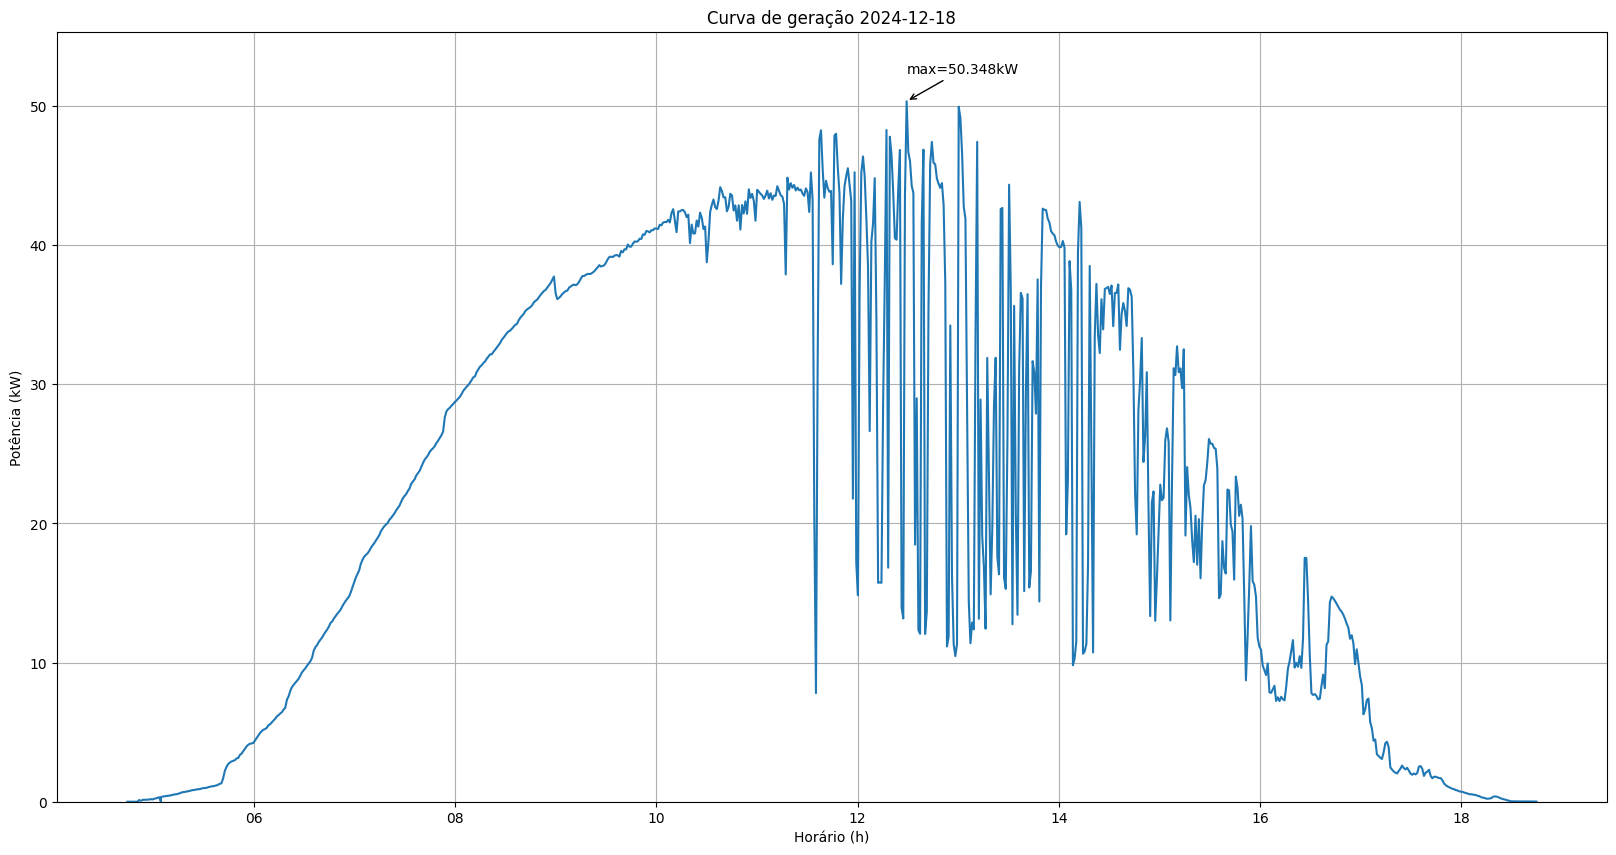 Curva de geração 2024-12-18
max=50.348kW
50
40
30
20
10
0
Potência (kW)
06 08 10 12 14 16 18
Horário (h)